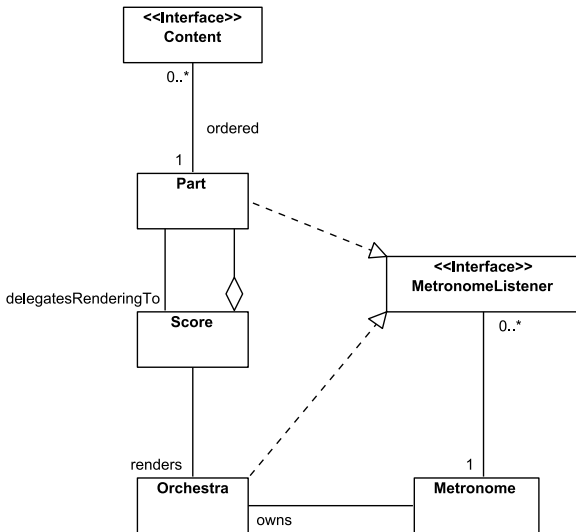 <<Interface>>
Content
0..*
ordered
1
Part
<<Interface>>
MetronomeListener
delegatesRenderingTo
Score
0..*
renders
1
Orchestra
Metronome
owns